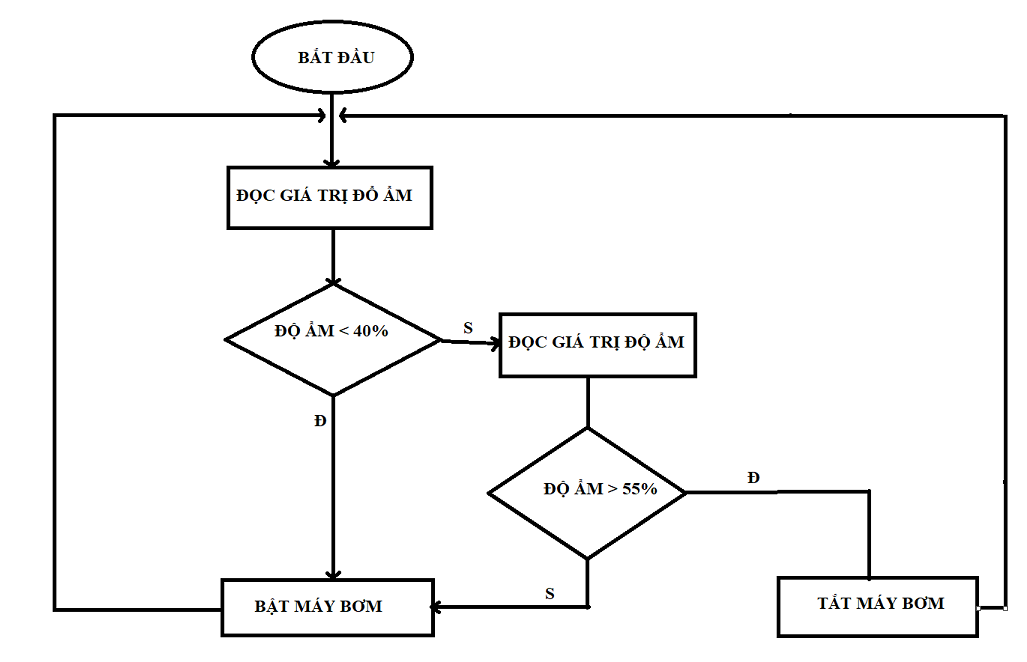 BẮT ĐẦU
ĐỌC GIÁ TRỊ ĐỖ ẨM
ĐỘ ẨM < 40%
S
ĐỌC GIÁ TRỊ ĐỘ ẨM
Đ
ĐỘ ẨM > 55%
Đ
S
BẬT MÁY BƠM
TẮT MÁY BƠM